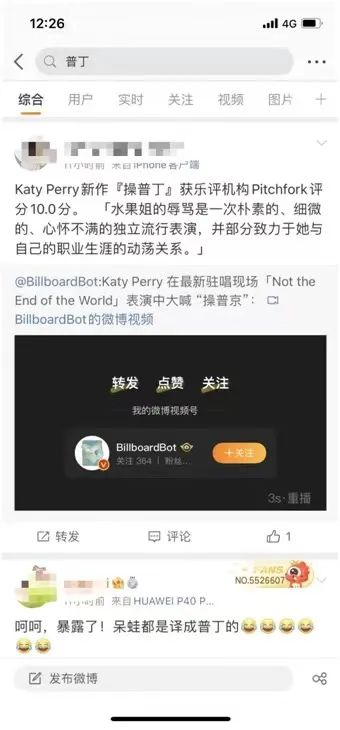 12:26
4G
普丁
综合 用户 实时 关注 视频 图片
11小时前 来自iPhone客户端
Katy Perry新作『操普丁』获乐评机构Pitchfork评
分10.0分。 「水果姐的辱骂是一次朴素的、细微
的、心怀不满的独立流行表演，并部分致力于她与
自己的职业生涯的动荡关系。」
@BillboardBot:Katy Perry 在最新驻唱现场「Not the
End of the World」表演中大喊“操普京”：
BillboardBot的微博视频
转发 点赞 关注
我的微博视频号
BillboardBot
关注 364 | 粉丝...
+关注
3s·重播
转发 评论 1
FANS
NO.5526607
11小时前 来自HUAWEI P40 P...
呵呵，暴露了！呆蛙都是译成普丁的
发布微博